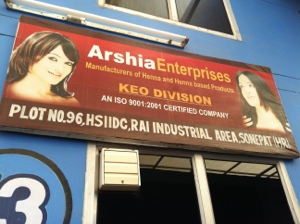 Arshia Enterprises
Manufacturers of Henna and Henna based Products
KEO DIVISION
AN ISO 9001:2001 CERTIFIED COMPANY
PLOT NO.96, HSIIDC, RAI INDUSTRIAL AREA, SONEPAT (HR.)
3